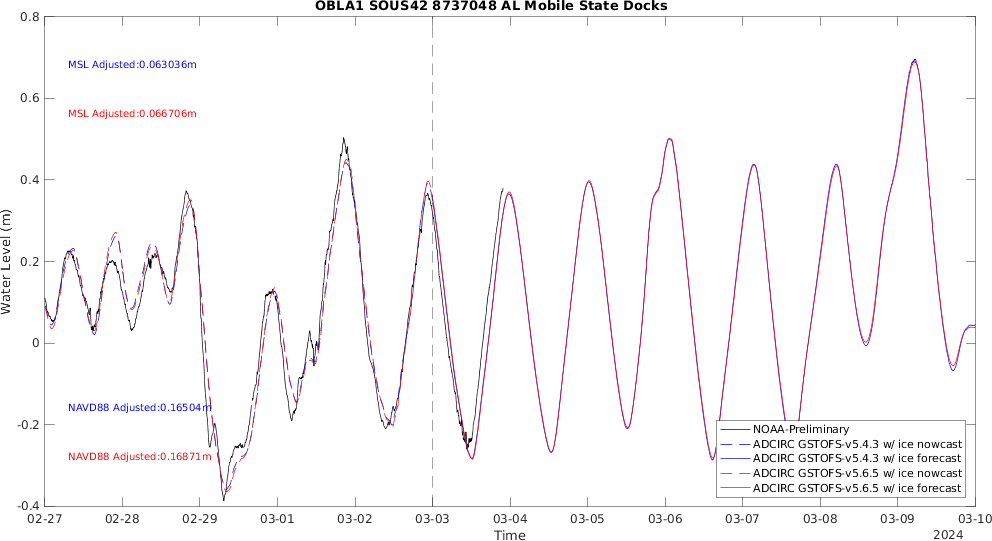 OBLA1 SOUS42 8737048 AL Mobile State Docks
0.8
0.6
0.4
0.2
0
-0.2
-0.4
Water Level (m)
MSL Adjusted:0.063036m
MSL Adjusted:0.066706m
NAVD88 Adjusted:0.16504m
NAVD88 Adjusted:0.16871m
NOAA-Preliminary
ADCIRC GSTOFS-v5.4.3 w/ ice nowcast
ADCIRC GSTOFS-v5.4.3 w/ ice forecast
ADCIRC GSTOFS-v5.6.5 w/ ice nowcast
ADCIRC GSTOFS-v5.6.5 w/ ice forecast
02-27 02-28 02-29 03-01 03-02 03-03 03-04 03-05 03-06 03-07 03-08 03-09 03-10
Time
2024